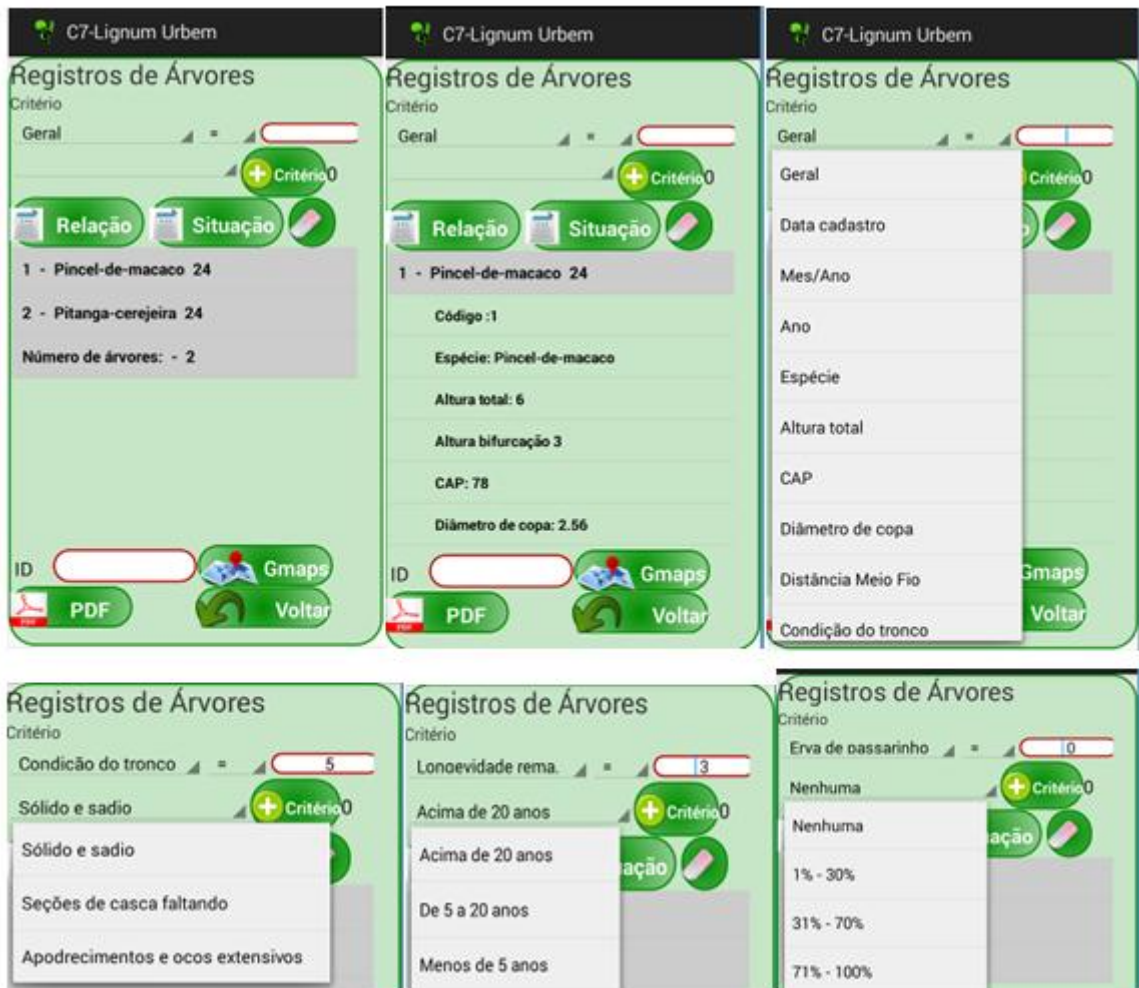 C7-Lignum Urbem
Registros de Árvores
Critério
Geral =
Critério 0
Relação Situação
1 - Pincel-de-macaco 24
2 - Pitanga-cerejeira 24
Número de árvores: - 2
ID Gmaps
PDF Voltar
C7-Lignum Urbem
Registros de Árvores
Critério
Geral =
Critério 0
Relação Situação
1 - Pincel-de-macaco 24
Código :1
Espécie: Pincel-de-macaco
Altura total: 6
Altura bifurcação 3
CAP: 78
Diâmetro de copa: 2.56
ID Gmaps
PDF Voltar
C7-Lignum Urbem
Registros de Árvores
Critério
Geral =
Geral
Critério 0
Data cadastro
Mes/Ano
Ano
Espécie
Altura total
CAP
Diâmetro de copa
Distância Meio Fio
Gmaps
Condição do tronco
Voltar
Registros de Árvores
Critério
Condicão do tronco = 5
Sólido e sadio Critério 0
Sólido e sadio
Seções de casca faltando
Apodrecimentos e ocos extensivos
Registros de Árvores
Critério
Longevidade rema. = 3
Acima de 20 anos Critério 0
Acima de 20 anos
uação
De 5 a 20 anos
Menos de 5 anos
Registros de Árvores
Critério
Erva de passarinho = 0
Nenhuma Critério 0
Nenhuma
uação
1% - 30%
31% - 70%
71% - 100%